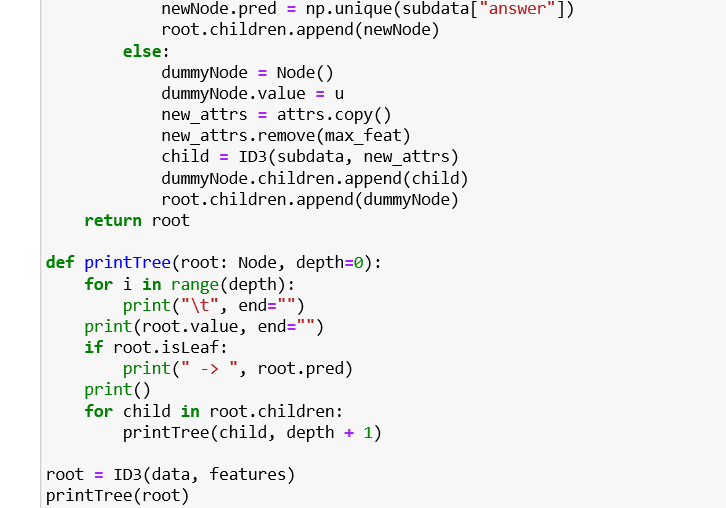 newNode.pred = np.unique(subdata["answer"])
            root.children.append(newNode)
        else:
            dummyNode = Node()
            dummyNode.value = u
            new_attrs = attrs.copy()
            new_attrs.remove(max_feat)
            child = ID3(subdata, new_attrs)
            dummyNode.children.append(child)
            root.children.append(dummyNode)
    return root

def printTree(root: Node, depth=0):
    for i in range(depth):
        print("\t", end="")
    print(root.value, end="")
    if root.isLeaf:
        print(" -> ", root.pred)
    print()
    for child in root.children:
        printTree(child, depth + 1)

root = ID3(data, features)
printTree(root)